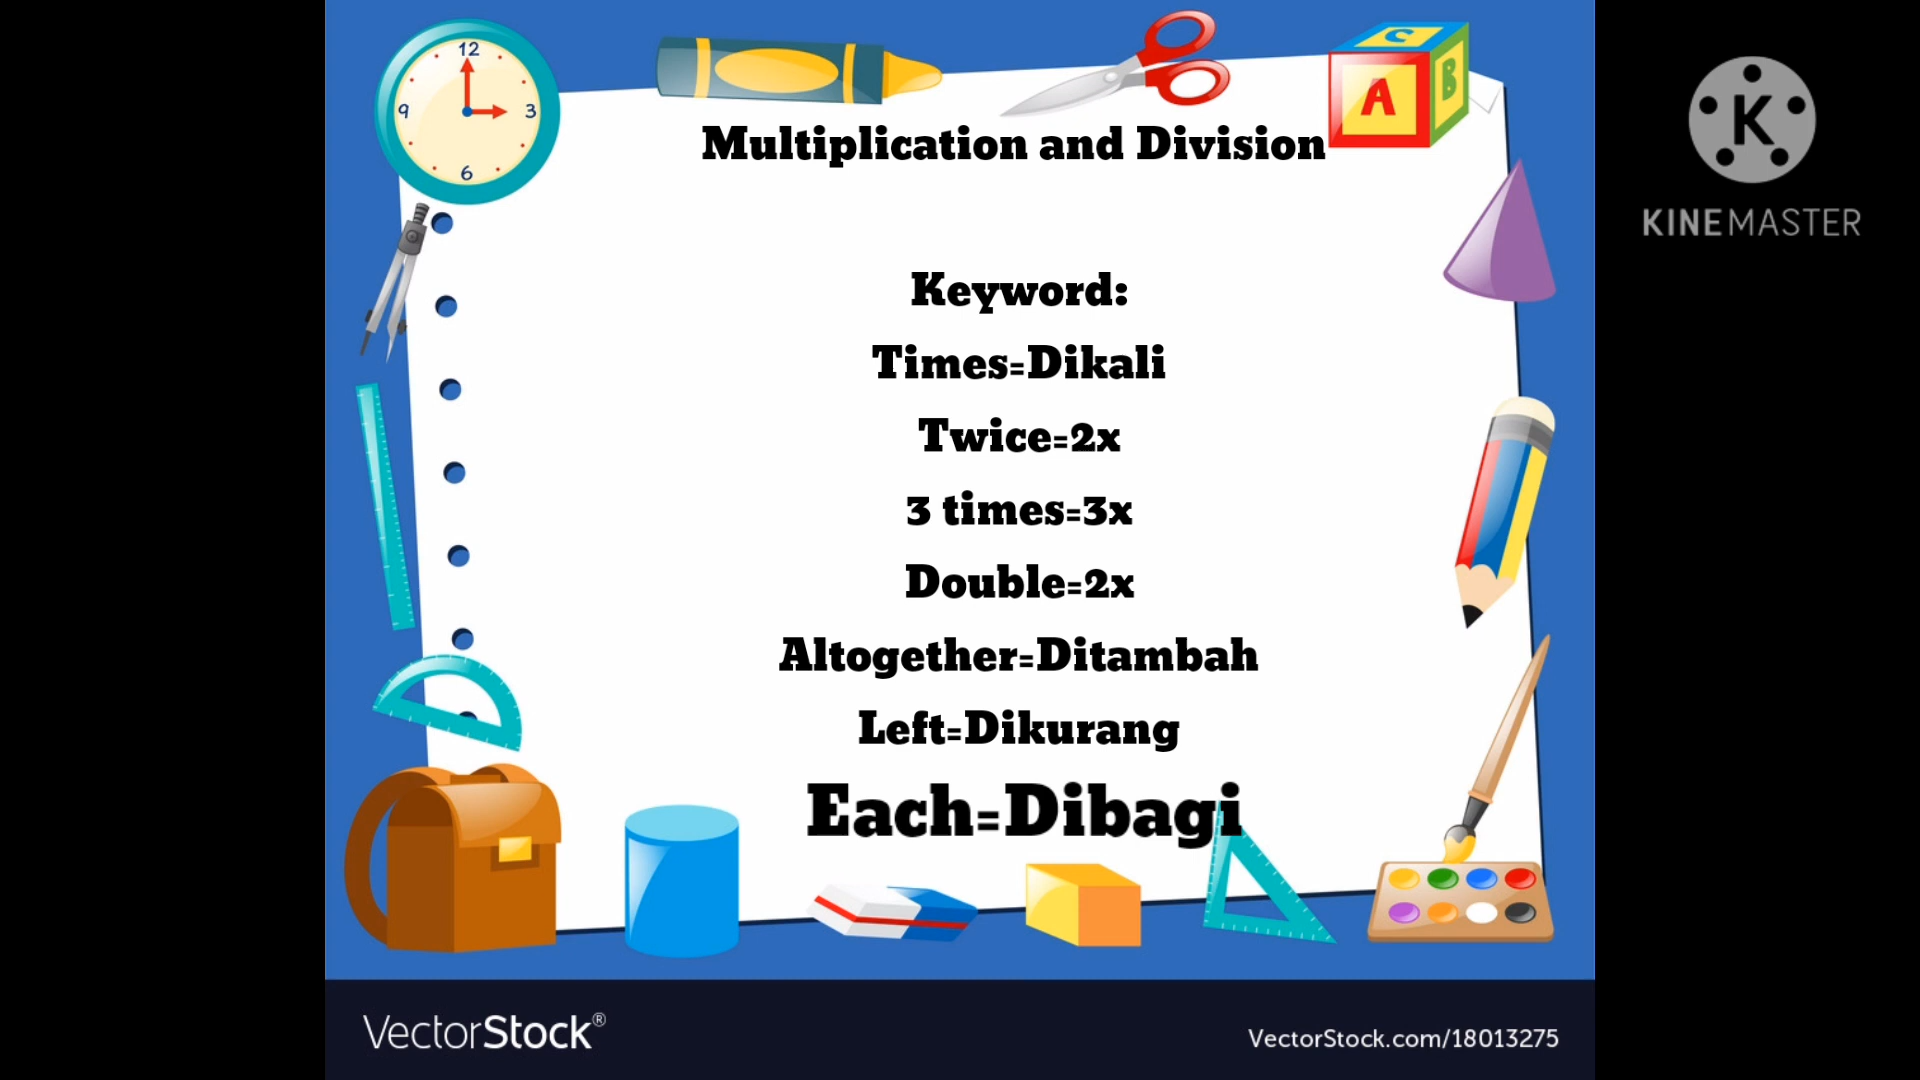 12
9
3
6
C
A
B
K
KINEMASTER
Multiplication and Division
Keyword:
Times=Dikali
Twice=2x
3 times=3x
Double=2x
Altogether=Ditambah
Left=Dikurang
Each=Dibagi
VectorStock®
VectorStock.com/18013275